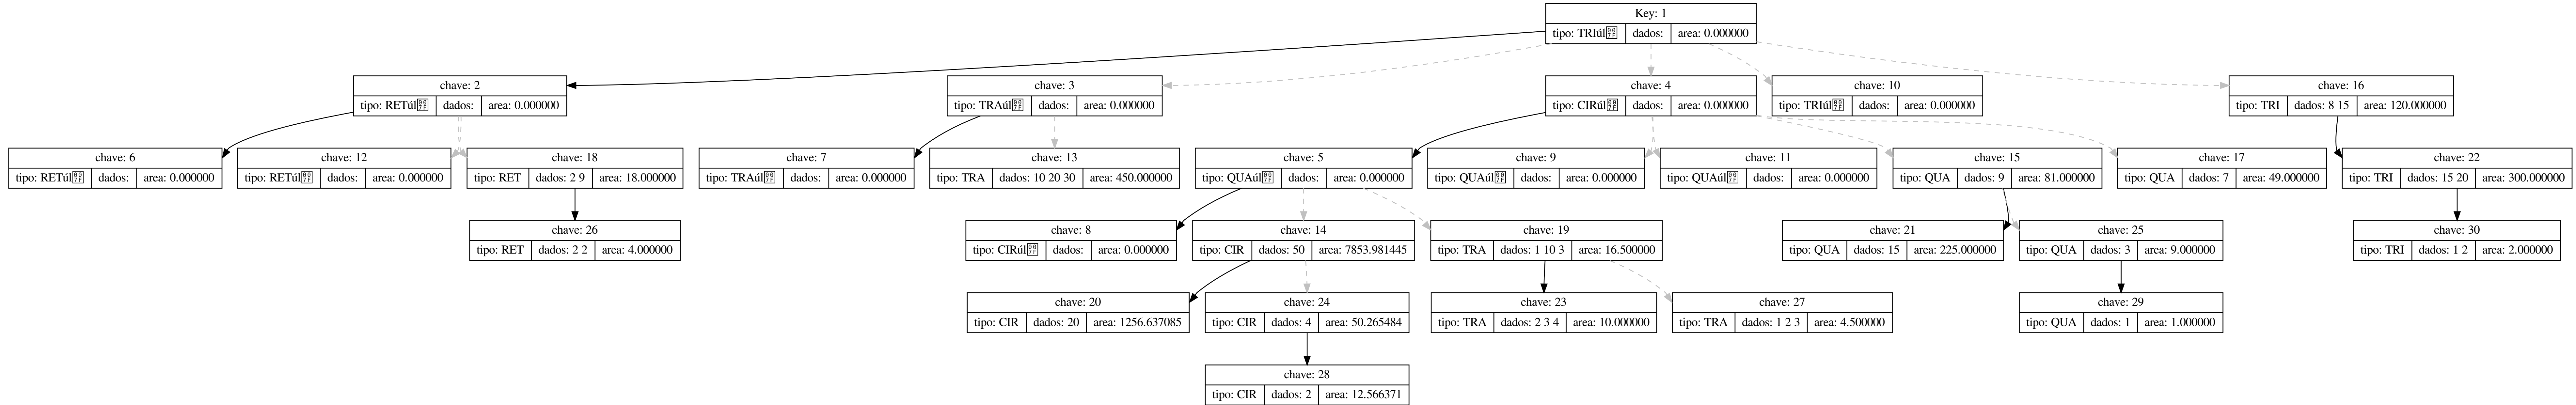 Key: 1
tipo: TRIúl dados: area: 0.000000
chave: 2
tipo: RETúl dados: area: 0.000000
chave: 3
tipo: TRAúl dados: area: 0.000000
chave: 4
tipo: CIRúl dados: area: 0.000000
chave: 10
tipo: TRIúl dados: area: 0.000000
chave: 16
tipo: TRI dados: 8 15 area: 120.000000
chave: 6
tipo: RETúl dados: area: 0.000000
chave: 12
tipo: RETúl dados: area: 0.000000
chave: 18
tipo: RET dados: 2 9 area: 18.000000
chave: 7
tipo: TRAúl dados: area: 0.000000
chave: 13
tipo: TRA dados: 10 20 30 area: 450.000000
chave: 5
tipo: QUAúl dados: area: 0.000000
chave: 9
tipo: QUAúl dados: area: 0.000000
chave: 11
tipo: QUAúl dados: area: 0.000000
chave: 15
tipo: QUA dados: 9 area: 81.000000
chave: 17
tipo: QUA dados: 7 area: 49.000000
chave: 22
tipo: TRI dados: 15 20 area: 300.000000
chave: 26
tipo: RET dados: 2 2 area: 4.000000
chave: 8
tipo: CIRúl dados: area: 0.000000
chave: 14
tipo: CIR dados: 50 area: 7853.981445
chave: 19
tipo: TRA dados: 1 10 3 area: 16.500000
chave: 21
tipo: QUA dados: 15 area: 225.000000
chave: 25
tipo: QUA dados: 3 area: 9.000000
chave: 30
tipo: TRI dados: 1 2 area: 2.000000
chave: 20
tipo: CIR dados: 20 area: 1256.637085
chave: 24
tipo: CIR dados: 4 area: 50.265484
chave: 23
tipo: TRA dados: 2 3 4 area: 10.000000
chave: 27
tipo: TRA dados: 1 2 3 area: 4.500000
chave: 29
tipo: QUA dados: 1 area: 1.000000
chave: 28
tipo: CIR dados: 2 area: 12.566371